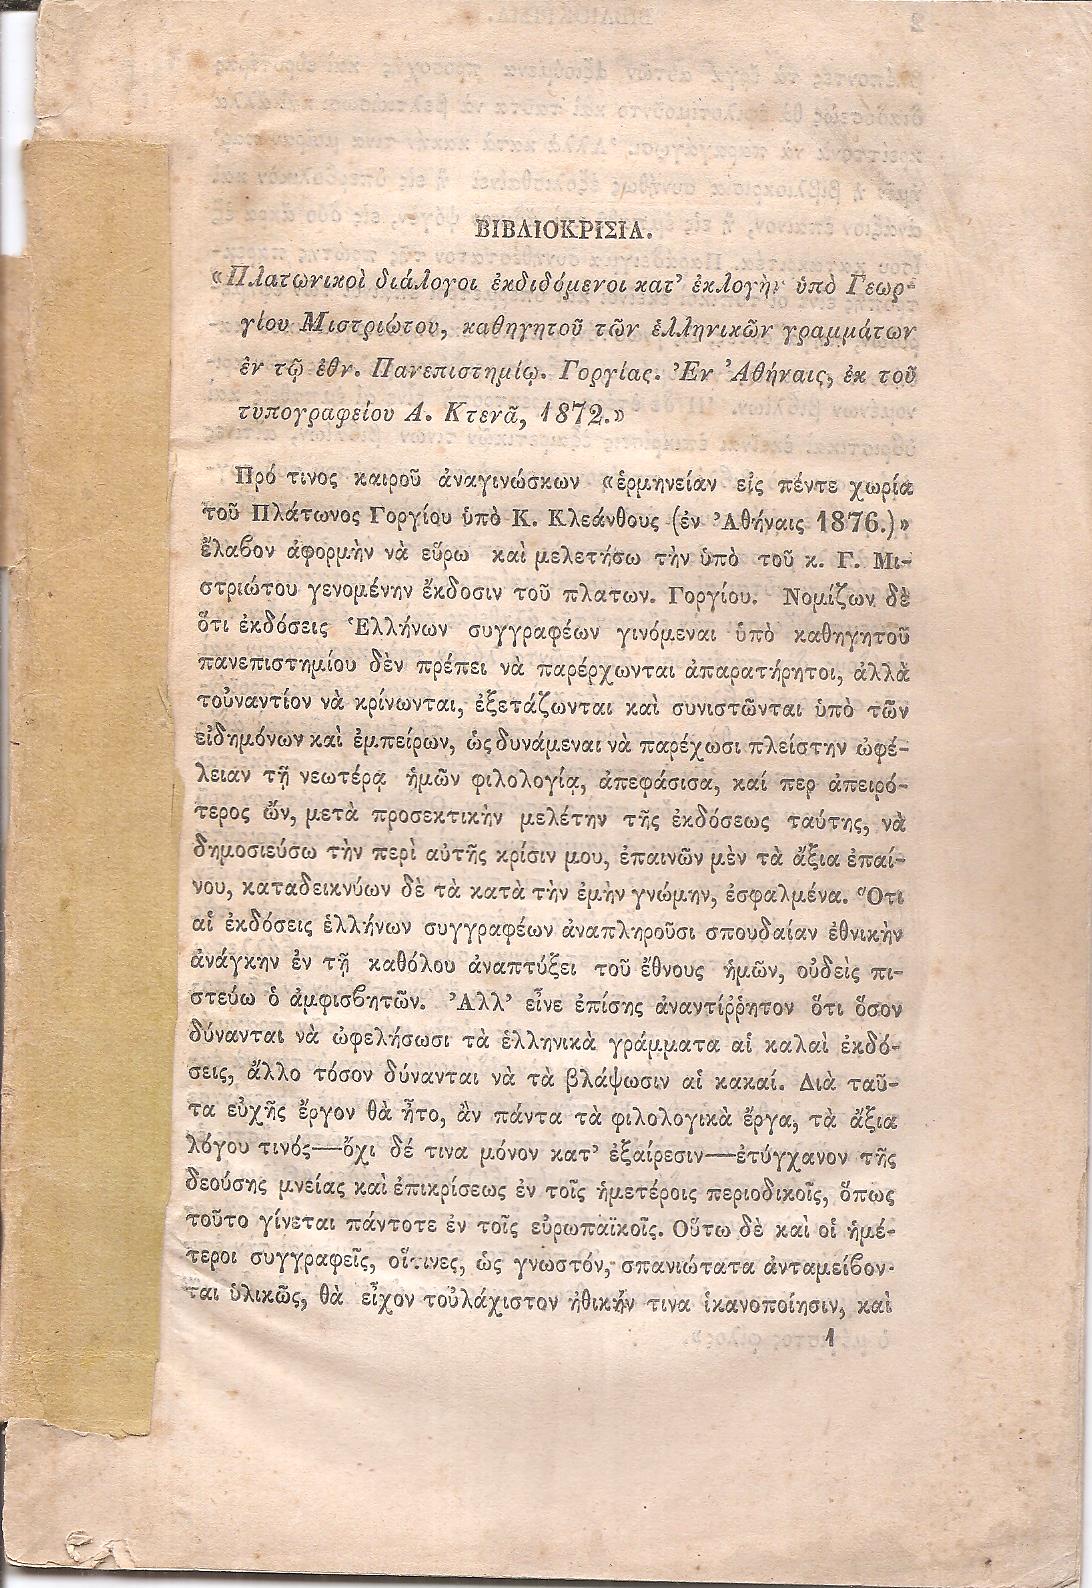 ΒΙΒΛΙΟΚΡΙΣΙΑ.
«Πλατωνικοὶ διάλογοι ἐκδιδόμενοι κατ’ ἐκλογὴν ὑπὸ Γεωρ-
γίου Μιστριώτου, καθηγητοῦ τῶν ἑλληνικῶν γραμμάτων
ἐν τῷ ἐθν. Πανεπιστημίῳ. Γοργίας. Ἐν Ἀθήναις, ἐκ τοῦ
τυπογραφείου Α. Κτενᾶ, 1872.»
Πρό τινος καιροῦ ἀναγινώσκων «ἑρμηνείαν εἰς πέντε χωρία
τοῦ Πλάτωνος Γοργίου ὑπὸ Κ. Κλεάνθους (ἐν Ἀθήναις 1876.)»
ἔλαβον ἀφορμὴν νὰ εὕρω καὶ μελετήσω τὴν ὑπὸ τοῦ κ. Γ. Μι-
στριώτου γενομένην ἔκδοσιν τοῦ πλατων. Γοργίου. Νομίζων δὲ
ὅτι ἐκδόσεις Ἑλλήνων συγγραφέων γινόμεναι ὑπὸ καθηγητοῦ
πανεπιστημίου δὲν πρέπει νὰ παρέρχωνται ἀπαρατήρητοι, ἀλλὰ
τοὐναντίον νὰ κρίνωνται, ἐξετάζωνται καὶ συνιστῶνται ὑπὸ τῶν
εἰδημόνων καὶ ἐμπείρων, ὡς δυνάμεναι νὰ παρέχωσι πλείστην ὠφέ-
λειαν τῇ νεωτέρᾳ ἡμῶν φιλολογίᾳ, ἀπεφάσισα, καί περ ἀπειρό-
τερος ὤν, μετὰ προσεκτικὴν μελέτην τῆς ἐκδόσεως ταύτης, νὰ
δημοσιεύσω τὴν περὶ αὐτῆς κρίσιν μου, ἐπαινῶν μὲν τὰ ἄξια ἐπαί-
νου, καταδεικνύων δὲ τὰ κατὰ τὴν ἐμὴν γνώμην, ἐσφαλμένα. Ὅτι
αἱ ἐκδόσεις ἑλλήνων συγγραφέων ἀναπληροῦσι σπουδαίαν ἐθνικὴν
ἀνάγκην ἐν τῇ καθόλου ἀναπτύξει τοῦ ἔθνους ἡμῶν, οὐδεὶς πι-
στεύω ὁ ἀμφισβητῶν. Ἀλλ’ εἶνε ἐπίσης ἀναντίῤῥητον ὅτι ὅσον
δύνανται νὰ ὠφελήσωσι τὰ ἑλληνικὰ γράμματα αἱ καλαὶ ἐκδό-
σεις, ἄλλο τόσον δύνανται νὰ τὰ βλάψωσιν αἱ κακαί. Διὰ ταῦ-
τα εὐχῆς ἔργον θὰ ἦτο, ἂν πάντα τὰ φιλολογικὰ ἔργα, τὰ ἄξια
λόγου τινός—ὄχι δέ τινα μόνον κατ’ ἐξαίρεσιν—ἐτύγχανον τῆς
δεούσης μνείας καὶ ἐπικρίσεως ἐν τοῖς ἡμετέροις περιοδικοῖς, ὅπως
τοῦτο γίνεται πάντοτε ἐν τοῖς εὐρωπαϊκοῖς. Οὕτω δὲ καὶ οἱ ἡμέ-
τεροι συγγραφεῖς, οἵτινες, ὡς γνωστόν, σπανιώτατα ἀνταμείβον-
ται ὑλικῶς, θὰ εἶχον τοὐλάχιστον ἠθικήν τινα ἱκανοποίησιν, καὶ
1